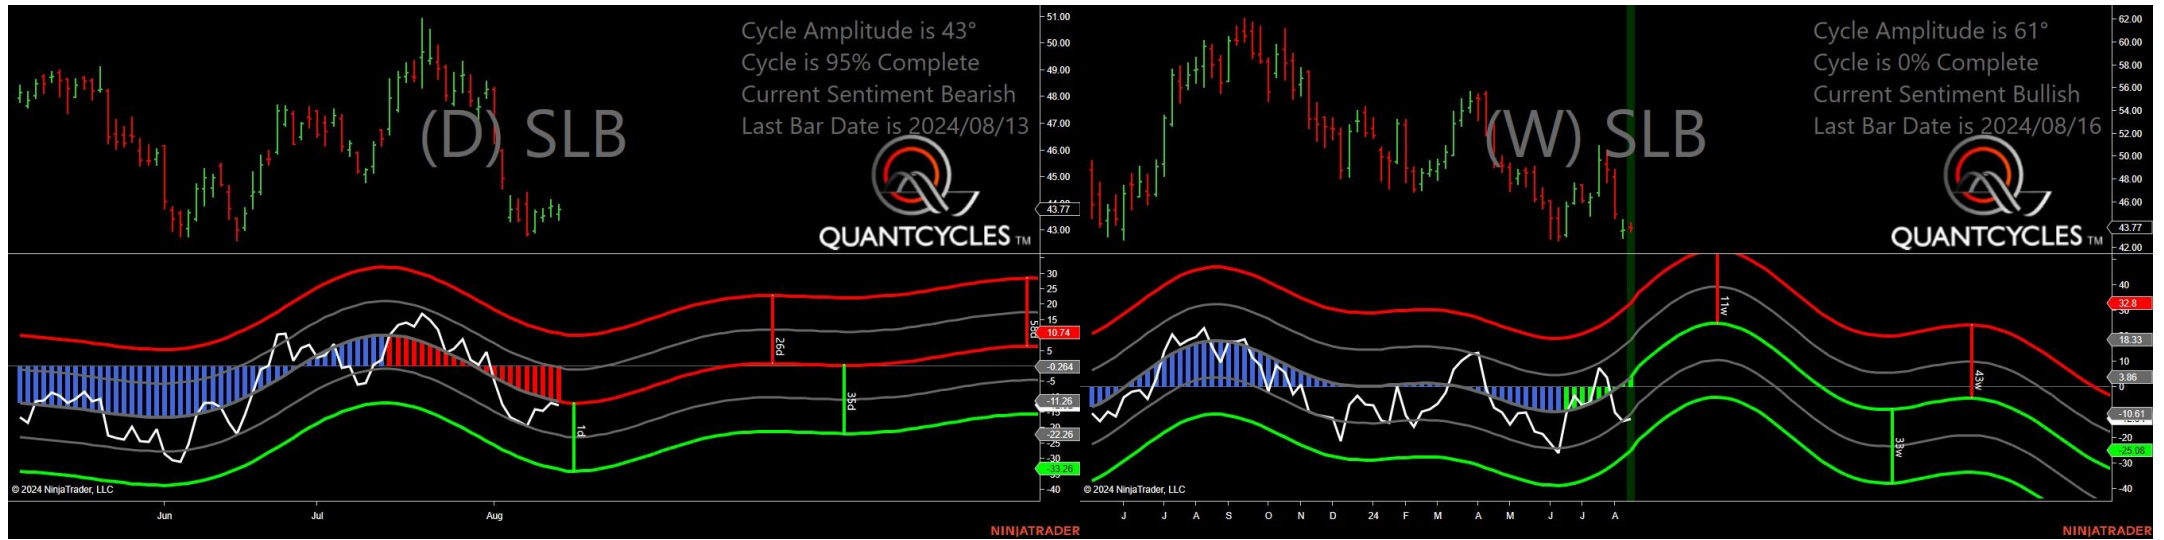 Cycle Amplitude is 43°
Cycle is 95% Complete
Current Sentiment Bearish
Last Bar Date is 2024/08/13
(D) SLB
QUANTCYCLES TM
51.00
50.00
49.00
48.00
47.00
46.00
45.00
43.77
43.00
30
25
20
15
10.74
5
-0.264
-5
-11.26
-22.26
-25
-30
-33.26
-40
26d
58d
1d
35d
© 2024 NinjaTrader, LLC
Jun
Jul
Aug
NINJATRADER
Cycle Amplitude is 61°
Cycle is 0% Complete
Current Sentiment Bullish
Last Bar Date is 2024/08/16
(W) SLB
QUANTCYCLES TM
62.00
60.00
58.00
56.00
54.00
52.00
50.00
48.00
46.00
43.77
42.00
40
32.8
30
18.33
10
3.86
0
-10.61
-20
-25.08
-30
-40
11w
43w
33w
© 2024 NinjaTrader, LLC
J J A S O N D 24 F M A M J J A
NINJATRADER